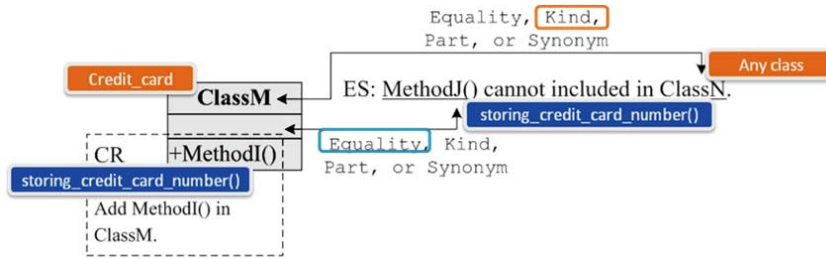 Equality, Kind,
Part, or Synonym
Credit_card
Any class
ClassM
ES: MethodJ() cannot included in ClassN.
storing_credit_card_number()
Equality, Kind,
Part, or Synonym
CR
+MethodI()
storing_credit_card_number()
Add MethodI() in
ClassM.